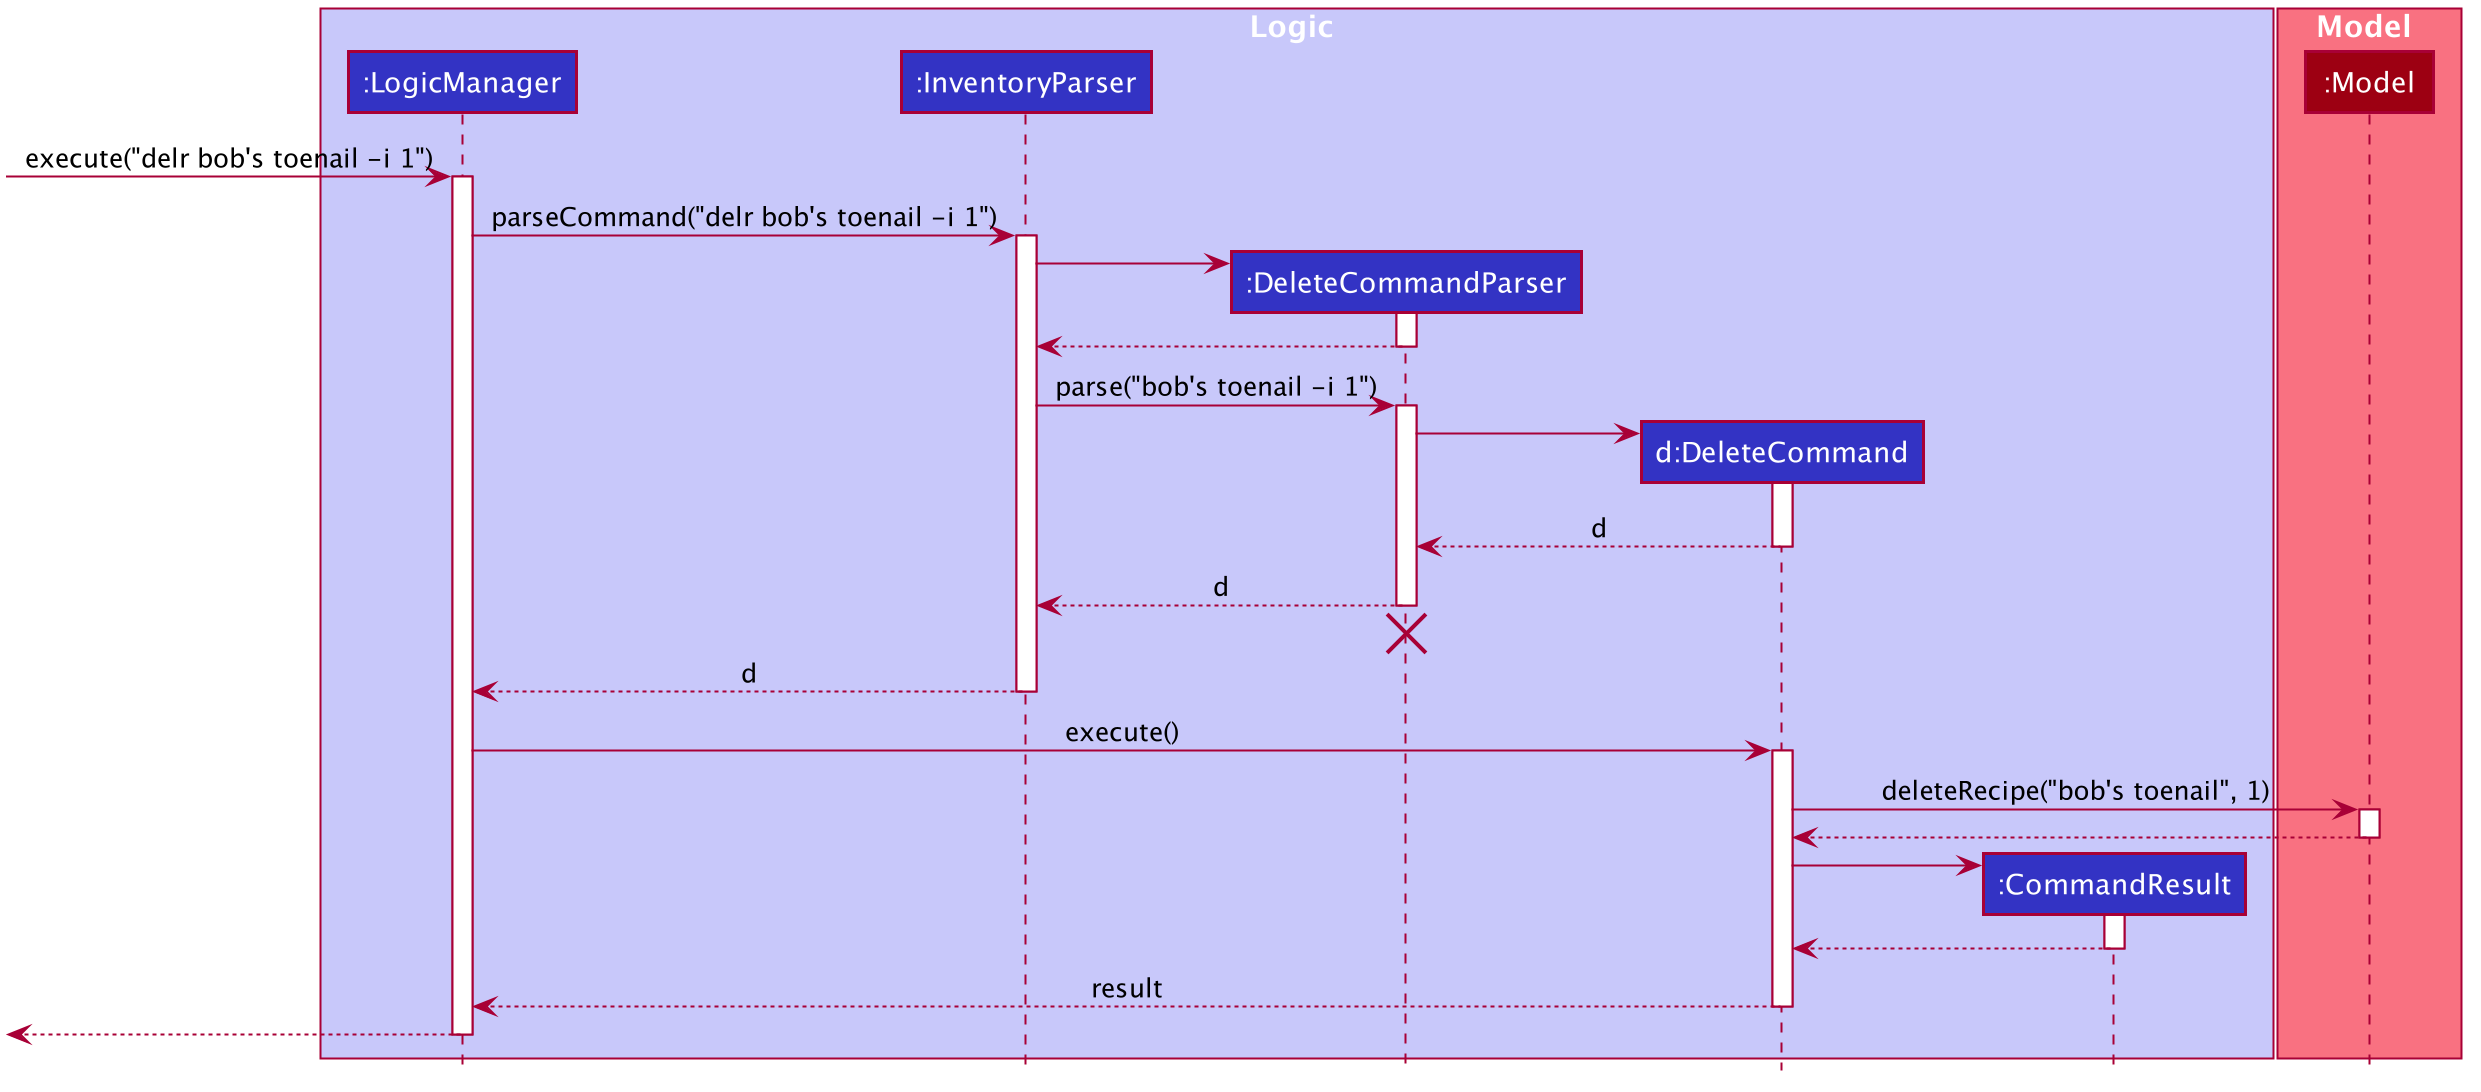 Logic
Model
:LogicManager
:InventoryParser
:Model
execute("delr bob's toenail -i 1")
parseCommand("delr bob's toenail -i 1")
:DeleteCommandParser
parse("bob's toenail -i 1")
d:DeleteCommand
d
d
d
execute()
deleteRecipe("bob's toenail", 1)
:CommandResult
result